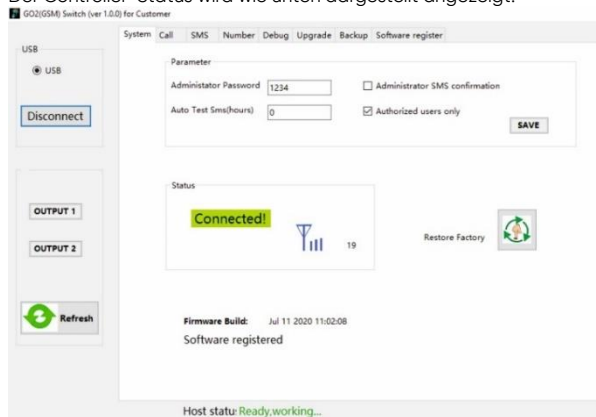 Der Controller-Status wird wie unten dargestellt angezeigt:
GO2(GSM) Switch (ver 1.0.0) for Customer
System Call SMS Number Debug Upgrade Backup Software register
USB
USB
Disconnect
Parameter
Administator Password 1234
Administrator SMS confirmation
Auto Test Sms(hours) 0
Authorized users only
SAVE
Status
Connected!
19
OUTPUT 1
OUTPUT 2
Restore Factory
Refresh
Firmware Build: Jul 11 2020 11:02:08
Software registered
Host statu: Ready,working...